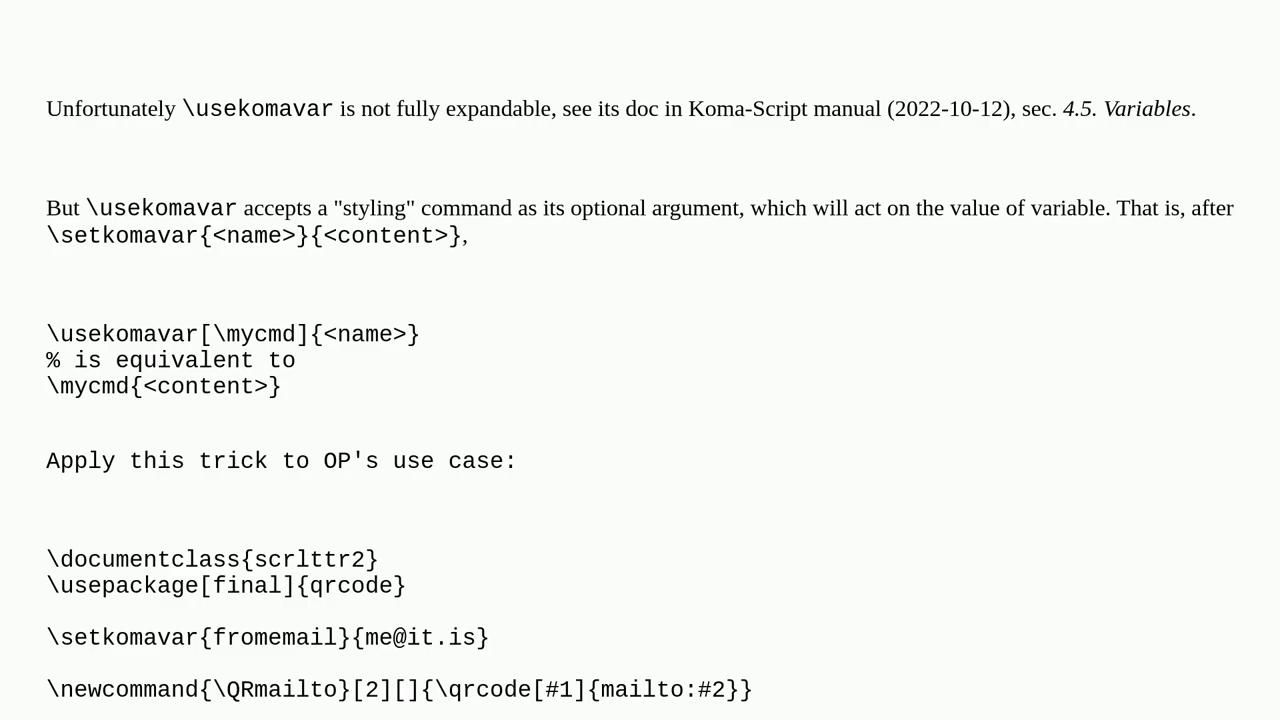 Unfortunately \usekomavar is not fully expandable, see its doc in Koma-Script manual (2022-10-12), sec. 4.5. Variables.
But \usekomavar accepts a "styling" command as its optional argument, which will act on the value of variable. That is, after
\setkomavar{<name>}{<content>},
\usekomavar[\mycmd]{<name>}
% is equivalent to
\mycmd{<content>}
Apply this trick to OP's use case:
\documentclass{scrlttr2}
\usepackage[final]{qrcode}
\setkomavar{fromemail}{me@it.is}
\newcommand{\QRmailto}[2][]{\qrcode[#1]{mailto:#2}}